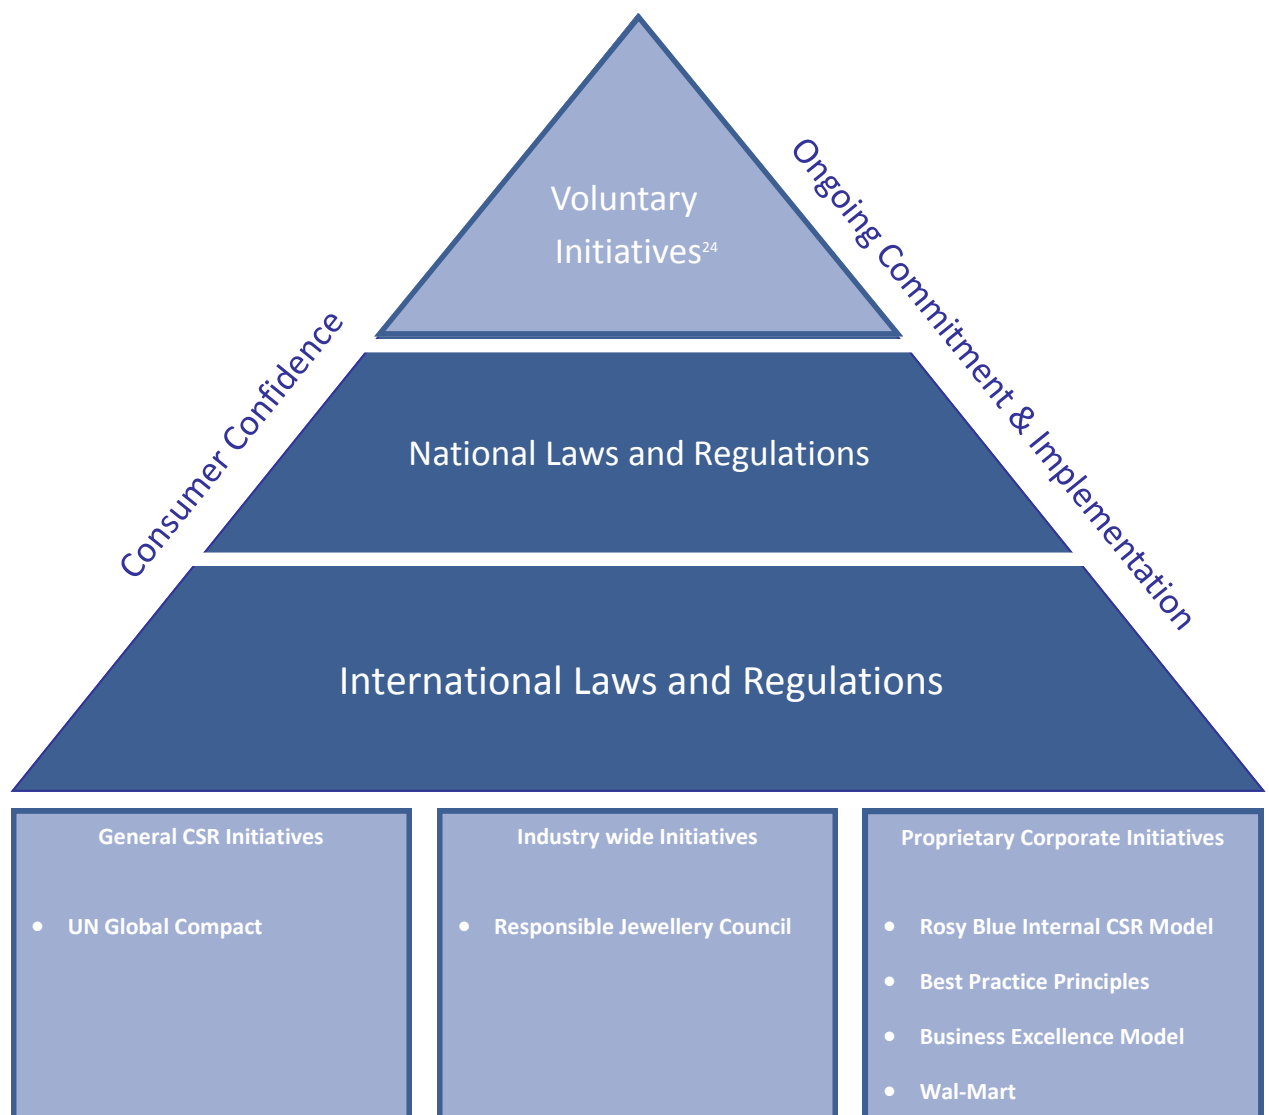 Voluntary
Initiatives24
Ongoing Commitment & Implementation
Consumer Confidence
National Laws and Regulations
International Laws and Regulations
General CSR Initiatives
• UN Global Compact
Industry wide Initiatives
• Responsible Jewellery Council
Proprietary Corporate Initiatives
• Rosy Blue Internal CSR Model
• Best Practice Principles
• Business Excellence Model
• Wal-Mart